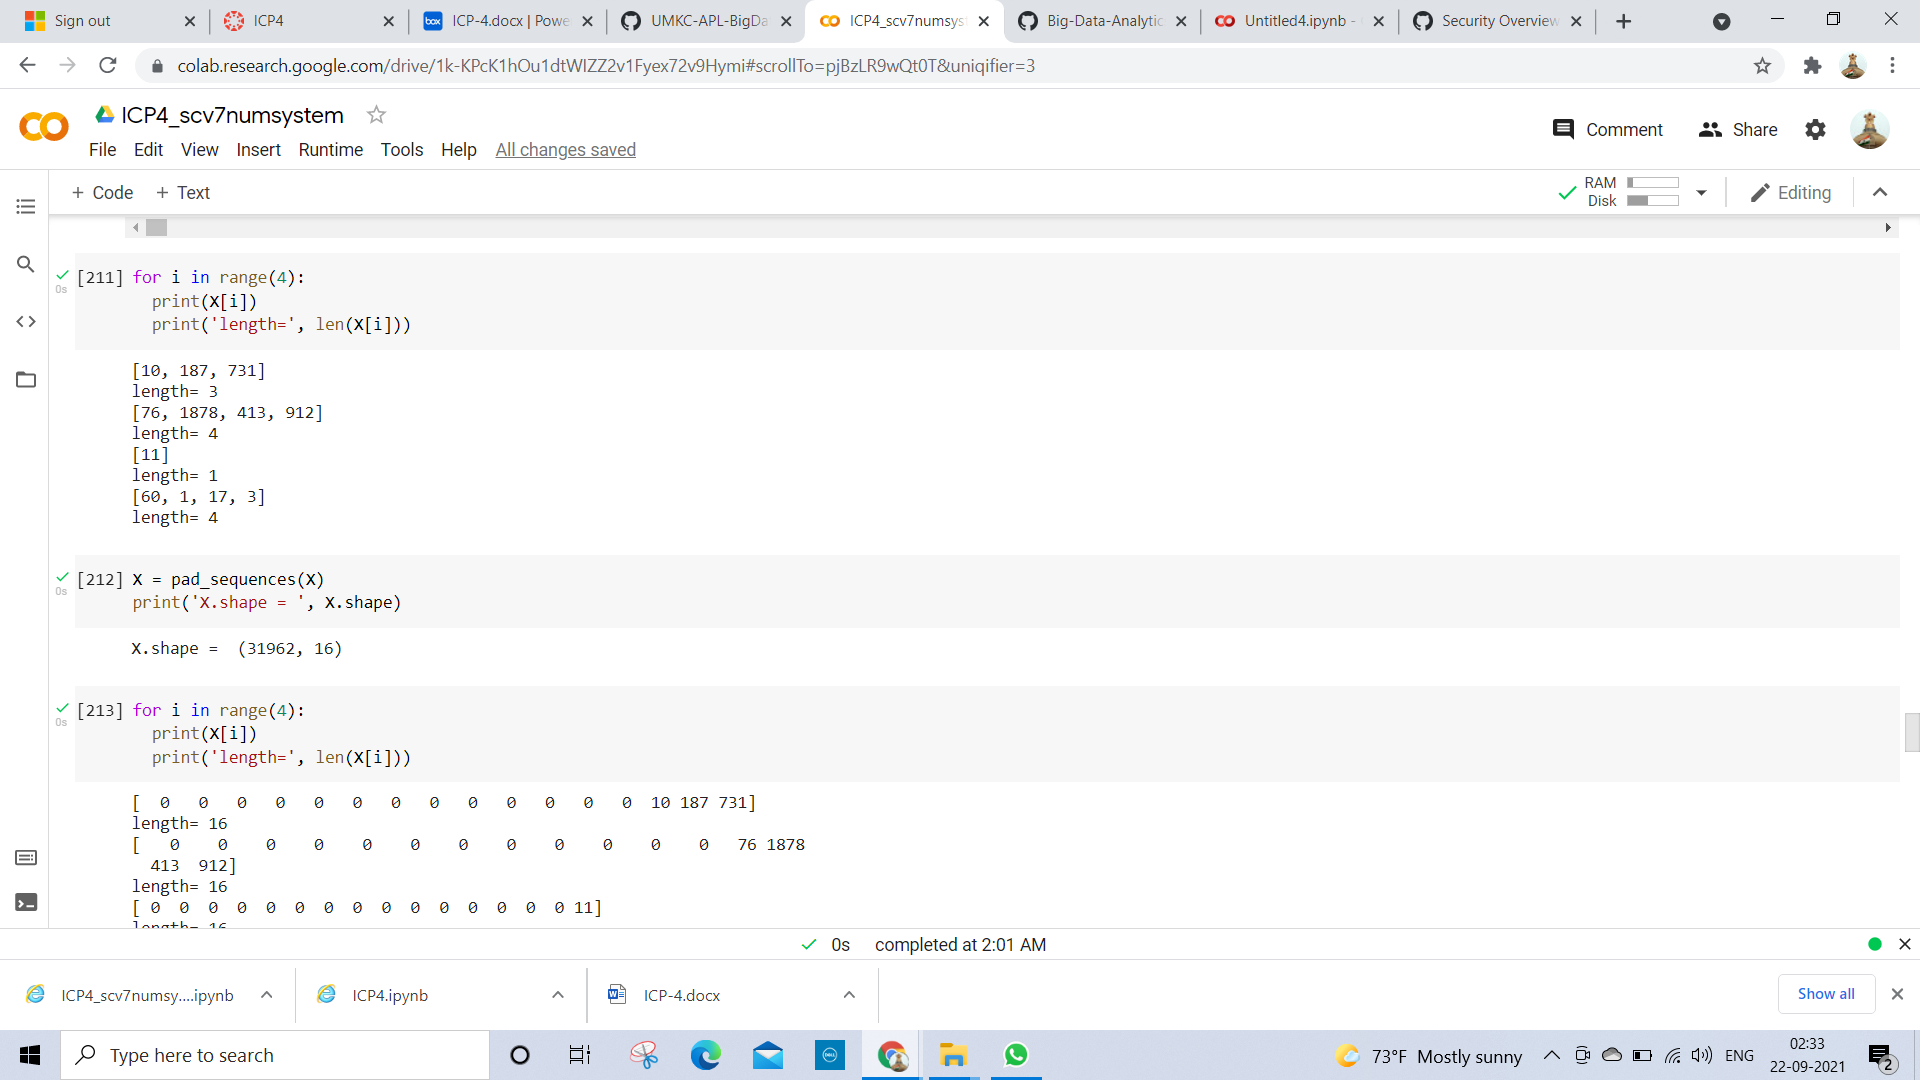 Sign out
ICP4
ICP-4.docx | Powe
UMKC-APL-BigDa
ICP4_scv7numsyst
Big-Data-Analytic
Untitled4.ipynb -
Security Overview
colab.research.google.com/drive/1k-KPcK1hOu1dtWIZZ2v1Fyex72v9Hymi#scrollTo=pjBzLR9wQt0T&uniqifier=3
ICP4_scv7numsystem
Comment
Share
File Edit View Insert Runtime Tools Help All changes saved
+ Code + Text
RAM
Disk
Editing
[211] for i in range(4):
print(X[i])
print('length=', len(X[i]))
0s
[10, 187, 731]
length= 3
[76, 1878, 413, 912]
length= 4
[11]
length= 1
[60, 1, 17, 3]
length= 4
[212] X = pad_sequences(X)
0s
print('X.shape = ', X.shape)
X.shape =  (31962, 16)
[213] for i in range(4):
0s
print(X[i])
print('length=', len(X[i]))
[  0   0   0   0   0   0   0   0   0   0   0   0   0  10 187 731]
length= 16
[   0    0    0    0    0    0    0    0    0    0    0    0   76 1878
413  912]
length= 16
[ 0  0  0  0  0  0  0  0  0  0  0  0  0  0  0 11]
length= 16
0s completed at 2:01 AM
ICP4_scv7numsy....ipynb
ICP4.ipynb
ICP-4.docx
Show all
Type here to search
DELL
73°F Mostly sunny
ENG
02:33
22-09-2021
2